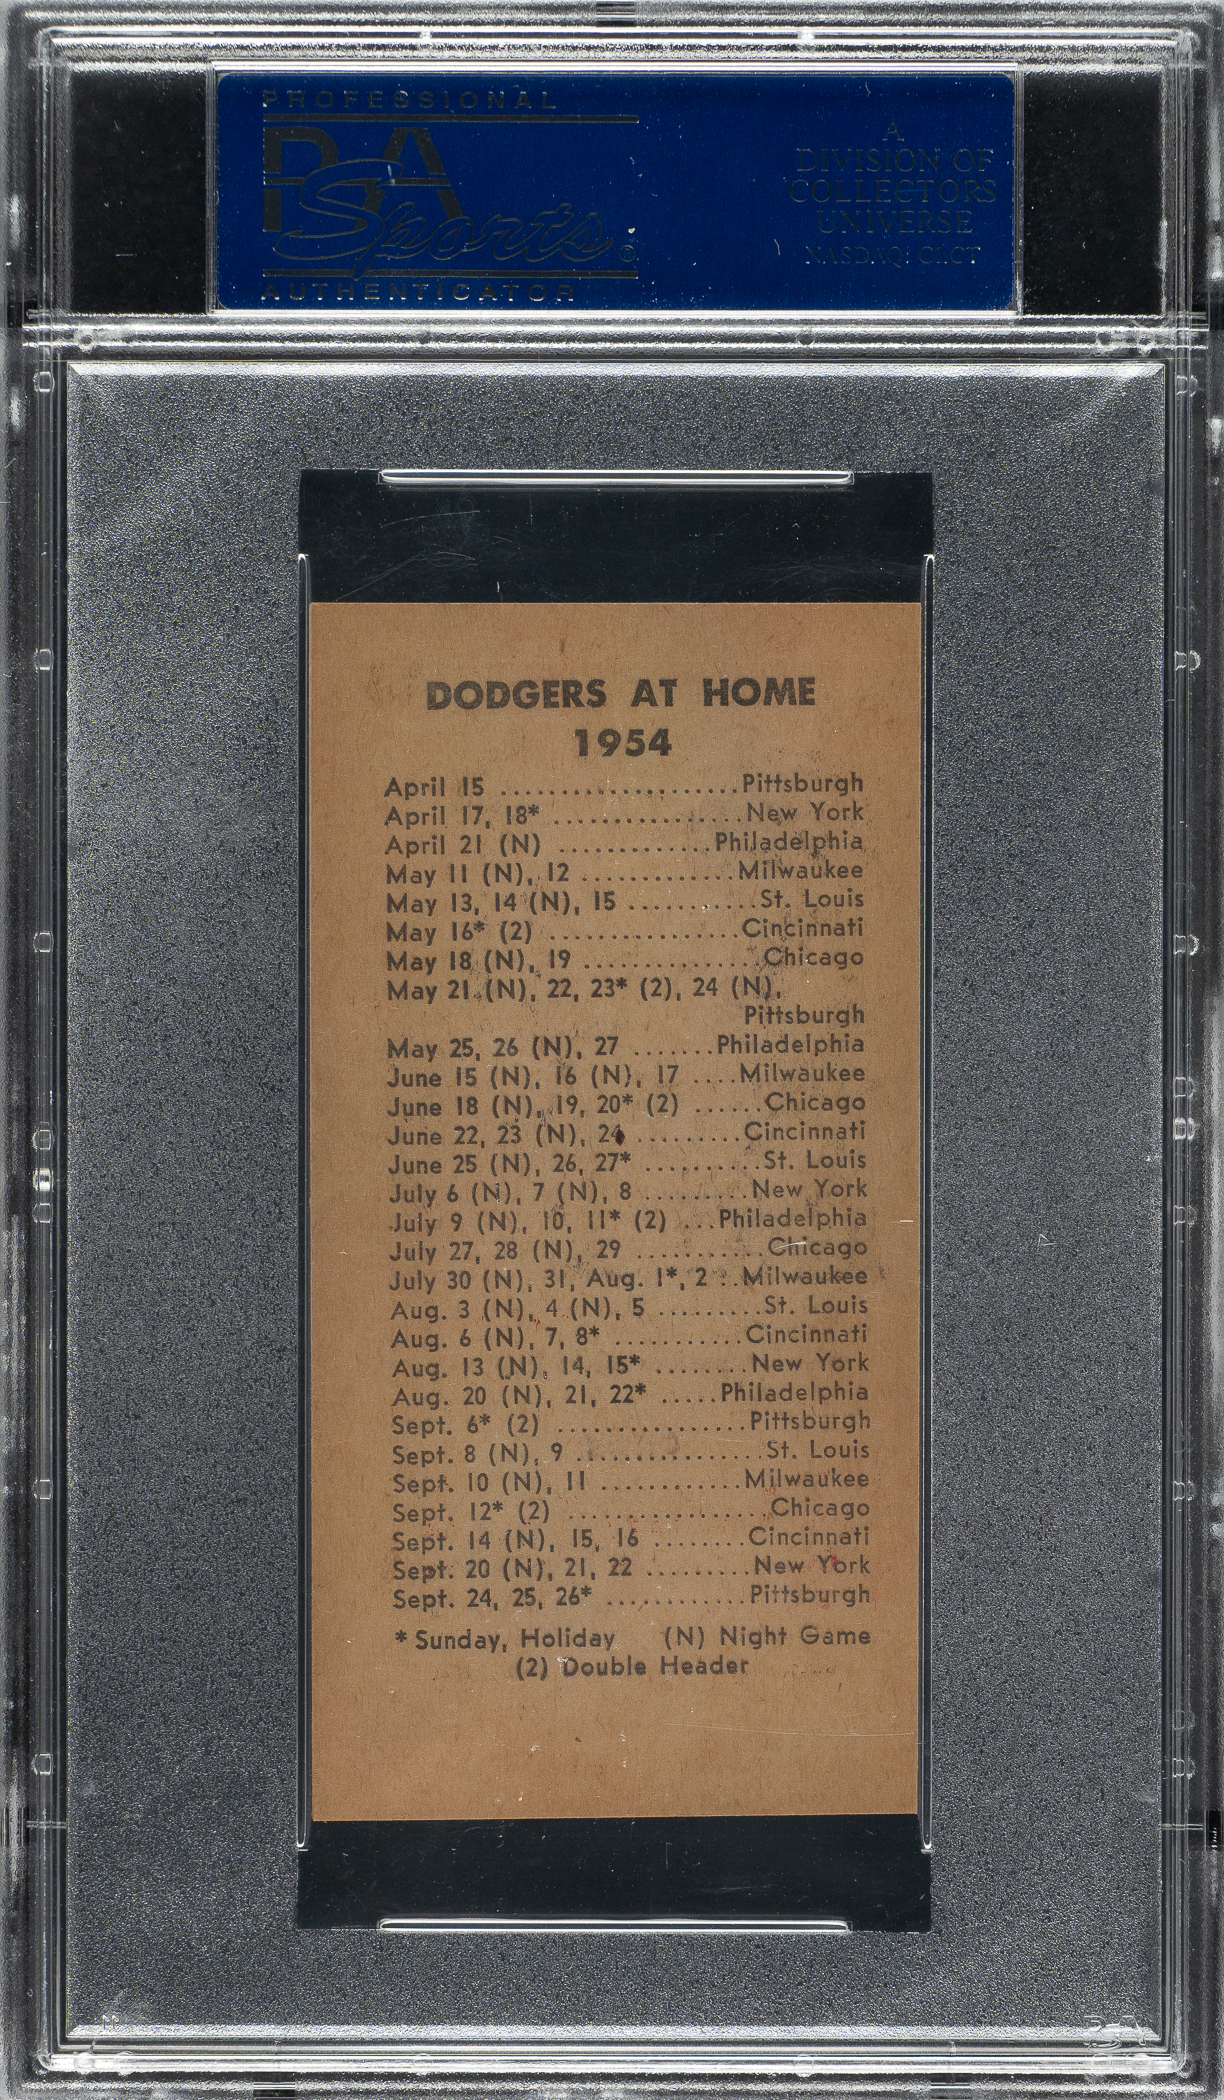 PROFESSIONAL
PSA
Sports
AUTHENTICATOR
A
DIVISION OF
COLLECTORS
UNIVERSE
NASDAQ: CLCT
DODGERS AT HOME
1954
April 15 ....................Pittsburgh
April 17, 18* ................New York
April 21 (N) .............Philadelphia
May 11 (N), 12 .............Milwaukee
May 13, 14 (N), 15 ...........St. Louis
May 16* (2) ................Cincinnati
May 18 (N), 19 ...............Chicago
May 21 (N), 22, 23* (2), 24 (N),
Pittsburgh
May 25, 26 (N), 27 .......Philadelphia
June 15 (N), 16 (N), 17 ....Milwaukee
June 18 (N), 19, 20* (2) ......Chicago
June 22, 23 (N), 24 .........Cincinnati
June 25 (N), 26, 27* ..........St. Louis
July 6 (N), 7 (N), 8 .........New York
July 9 (N), 10, 11* (2) ...Philadelphia
July 27, 28 (N), 29 ...........Chicago
July 30 (N), 31, Aug. 1*, 2 ..Milwaukee
Aug. 3 (N), 4 (N), 5 .........St. Louis
Aug. 6 (N), 7, 8* ...........Cincinnati
Aug. 13 (N), 14, 15* ........New York
Aug. 20 (N), 21, 22* .....Philadelphia
Sept. 6* (2) ................Pittsburgh
Sept. 8 (N), 9 ................St. Louis
Sept. 10 (N), 11 ............Milwaukee
Sept. 12* (2) .................Chicago
Sept. 14 (N), 15, 16 ........Cincinnati
Sept. 20 (N), 21, 22 .........New York
Sept. 24, 25, 26* ............Pittsburgh
* Sunday, Holiday (N) Night Game
(2) Double Header